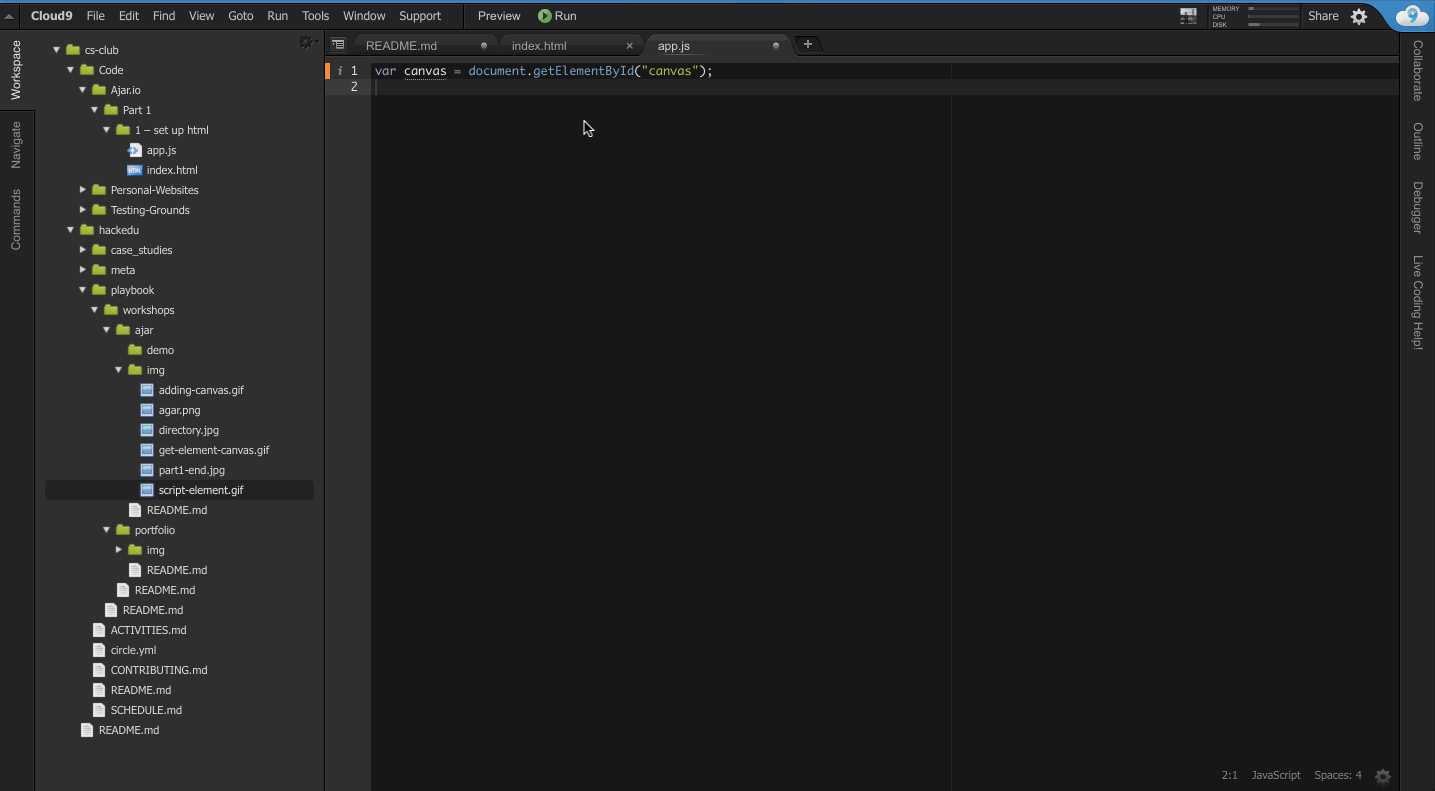 Cloud9 File Edit Find View Goto Run Tools Window Support Preview Run MEMORY CPU DISK Share 9
Workspace
Navigate
Commands
cs-club
Code
Ajar.io
Part 1
1 – set up html
app.js
index.html
Personal-Websites
Testing-Grounds
hackedu
case_studies
meta
playbook
workshops
ajar
demo
img
adding-canvas.gif
agar.png
directory.jpg
get-element-canvas.gif
part1-end.jpg
script-element.gif
README.md
portfolio
img
README.md
README.md
README.md
ACTIVITIES.md
circle.yml
CONTRIBUTING.md
README.md
SCHEDULE.md
README.md
README.md index.html × app.js +
i 1 var canvas = document.getElementById("canvas");
2
2:1 JavaScript Spaces: 4
Collaborate
Outline
Debugger
Live Coding Help!